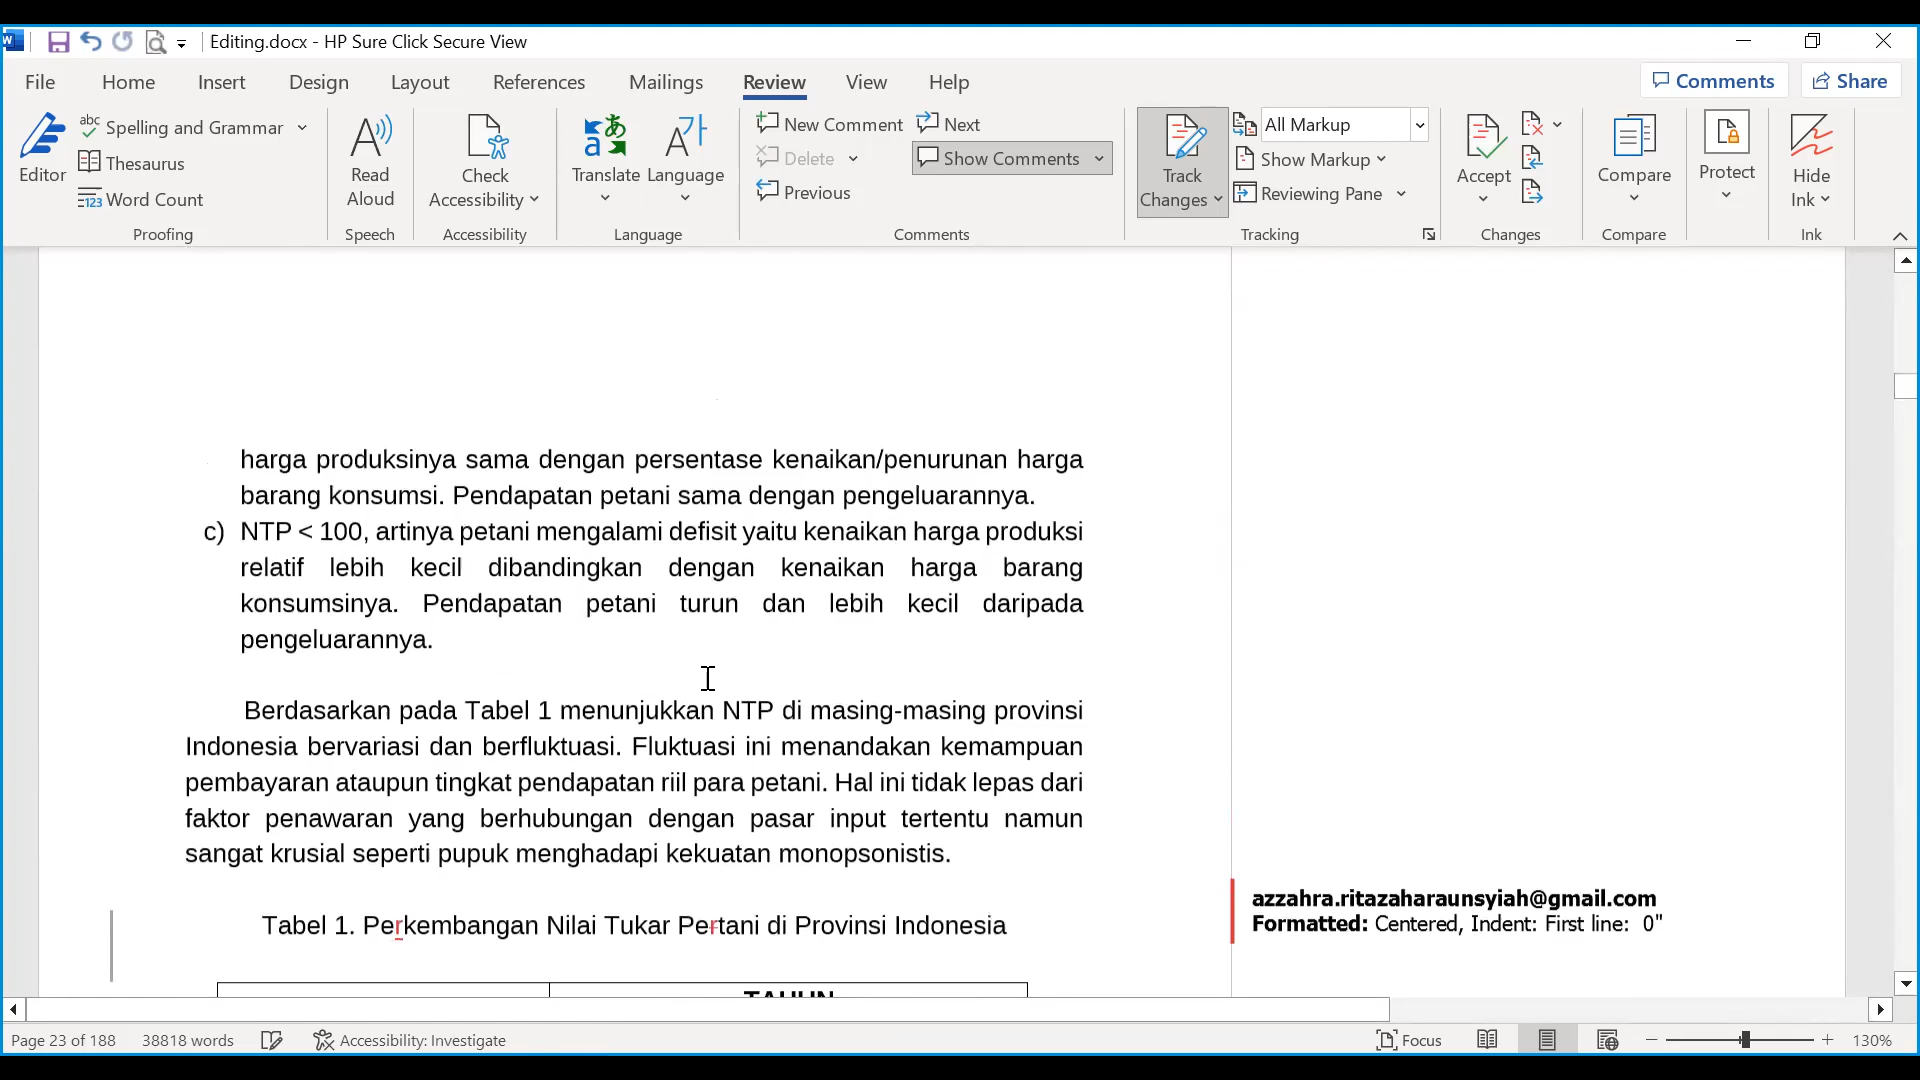 Editing.docx - HP Sure Click Secure View
File Home Insert Design Layout References Mailings Review View Help Comments Share
Editor
abc Spelling and Grammar
Thesaurus
123 Word Count
Proofing
Read Aloud
Speech
Check Accessibility
Accessibility
Translate Language
Language
New Comment
Delete
Previous
Next
Show Comments
Comments
Track Changes
All Markup
Show Markup
Reviewing Pane
Tracking
Accept
Changes
Compare
Compare
Protect
Hide Ink
Ink
harga produksinya sama dengan persentase kenaikan/penurunan harga
barang konsumsi. Pendapatan petani sama dengan pengeluarannya.
c) NTP < 100, artinya petani mengalami defisit yaitu kenaikan harga produksi
relatif lebih kecil dibandingkan dengan kenaikan harga barang
konsumsinya. Pendapatan petani turun dan lebih kecil daripada
pengeluarannya.
Berdasarkan pada Tabel 1 menunjukkan NTP di masing-masing provinsi
Indonesia bervariasi dan berfluktuasi. Fluktuasi ini menandakan kemampuan
pembayaran ataupun tingkat pendapatan riil para petani. Hal ini tidak lepas dari
faktor penawaran yang berhubungan dengan pasar input tertentu namun
sangat krusial seperti pupuk menghadapi kekuatan monopsonistis.
Tabel 1. Perkembangan Nilai Tukar Pertani di Provinsi Indonesia
azzahra.ritazaharaunsyiah@gmail.com
Formatted: Centered, Indent: First line: 0"
TAHUN
Page 23 of 188 38818 words Accessibility: Investigate Focus 130%